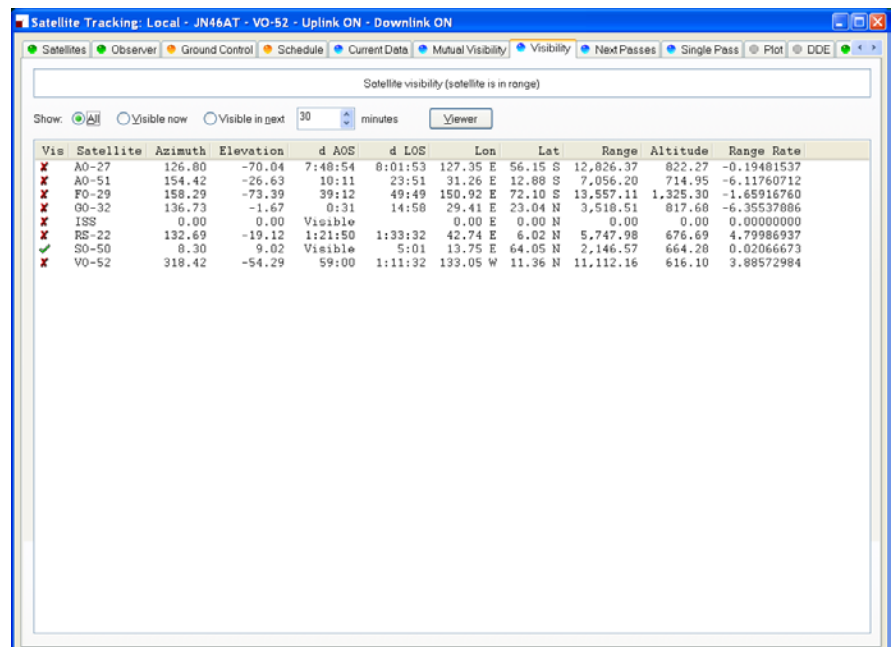 Satellite Tracking: Local - JN46AT - VO-52 - Uplink ON - Downlink ON
Satellites Observer Ground Control Schedule Current Data Mutual Visibility Visibility Next Passes Single Pass Plot DDE
Satellite visibility (satellite is in range)
Show: All Visible now Visible in next 30 minutes Viewer
Vis Satellite Azimuth Elevation d AOS d LOS Lon Lat Range Altitude Range Rate
✘ AO-27 126.80 -70.04 7:48:54 8:01:53 127.35 E 56.15 S 12,826.37 822.27 -0.19481537
✘ AO-51 154.42 -26.63 10:11 23:51 31.26 E 12.88 S 7,056.20 714.95 -6.11760712
✘ FO-29 158.29 -73.39 39:12 49:49 150.92 E 72.10 S 13,557.11 1,325.30 -1.65916760
✘ GO-32 136.73 -1.67 0:31 14:58 29.41 E 23.04 N 3,518.51 817.68 -6.35537886
✘ ISS 0.00 0.00 Visible 0.00 E 0.00 N 0.00 0.00 0.00000000
✘ RS-22 132.69 -19.12 1:21:50 1:33:32 42.74 E 6.02 N 5,747.98 676.69 4.79986937
✔ SO-50 8.30 9.02 Visible 5:01 13.75 E 64.05 N 2,146.57 664.28 0.02066673
✘ VO-52 318.42 -54.29 59:00 1:11:32 133.05 W 11.36 N 11,112.16 616.10 3.88572984